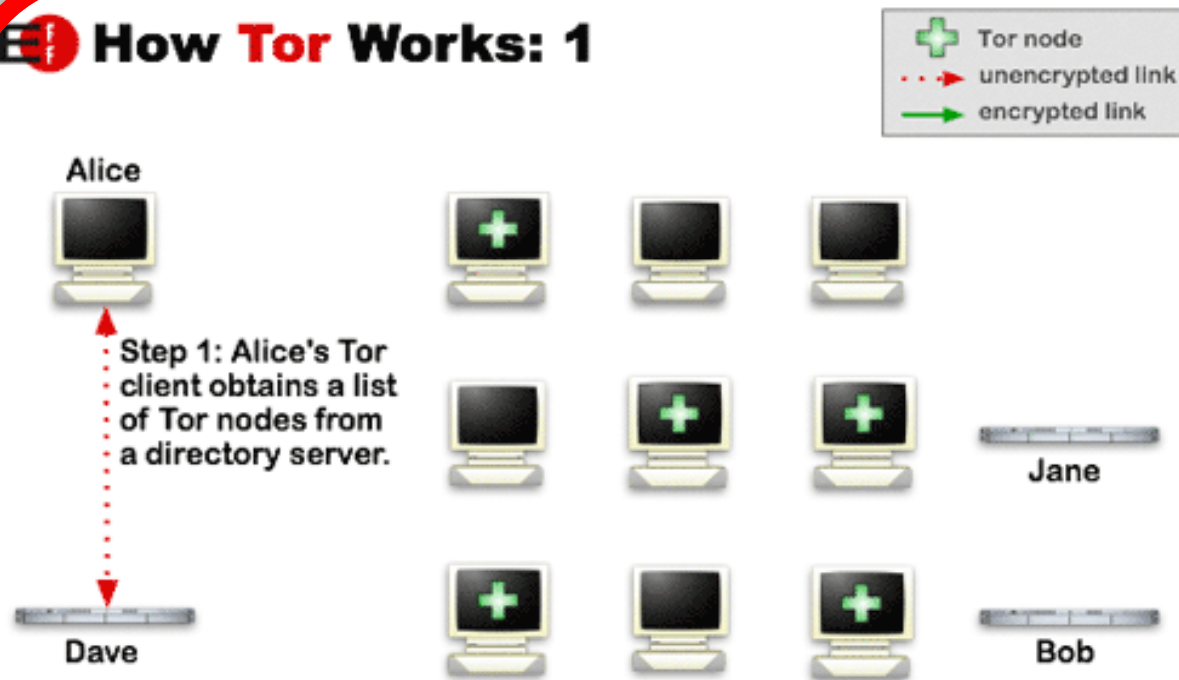 EFF How Tor Works: 1
Tor node
unencrypted link
encrypted link
Alice
Step 1: Alice's Tor
client obtains a list
of Tor nodes from
a directory server.
Jane
Dave
Bob